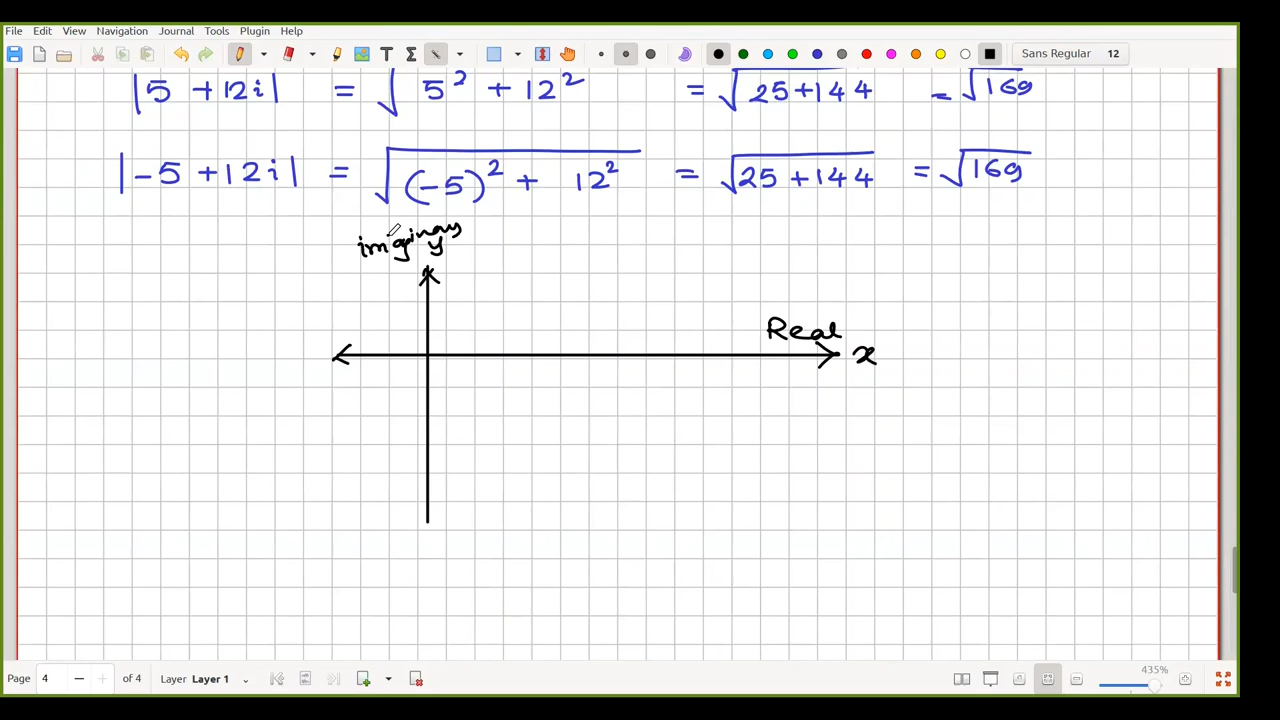 File Edit View Navigation Journal Tools Plugin Help
Sans Regular 12
|5 +12i| = √5² + 12² = √25+144 = √169
|-5 +12i| = √(-5)² + 12² = √25 +144 = √169
imginay
y
Real
x
Page 4 of 4 Layer Layer 1 435%